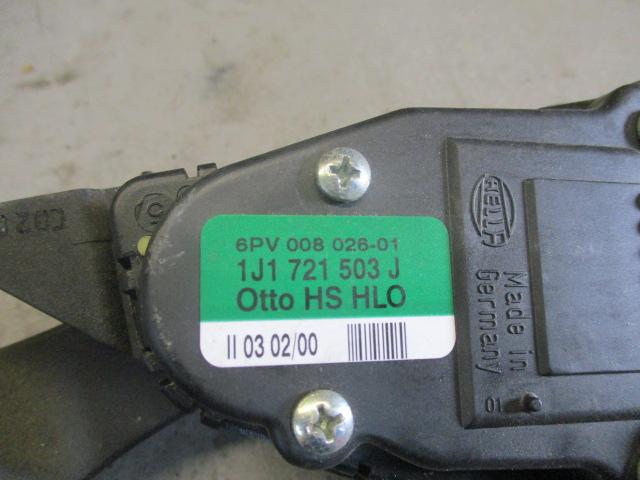 6PV 008 026-01
1J1 721 503 J
Otto HS HLO
II 03 02/00
HELLA
Made in
Germany
01
5